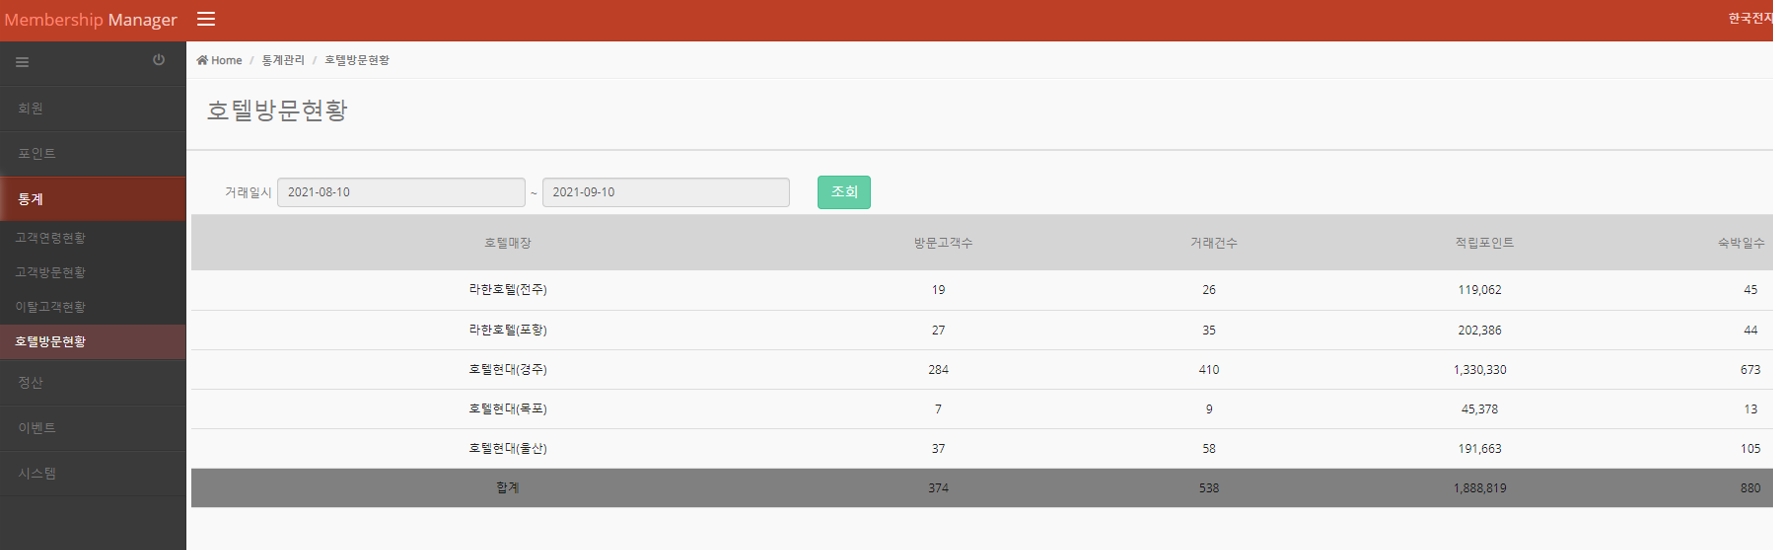 Membership Manager
한국전자
Home / 통계관리 / 호텔방문현황
회원
포인트
통계
고객연령현황
고객방문현황
이탈고객현황
호텔방문현황
정산
이벤트
시스템
호텔방문현황
거래일시 2021-08-10 ~ 2021-09-10 조회
호텔매장 방문고객수 거래건수 적립포인트 숙박일수
라한호텔(전주) 19 26 119,062 45
라한호텔(포항) 27 35 202,386 44
호텔현대(경주) 284 410 1,330,330 673
호텔현대(목포) 7 9 45,378 13
호텔현대(울산) 37 58 191,663 105
합계 374 538 1,888,819 880